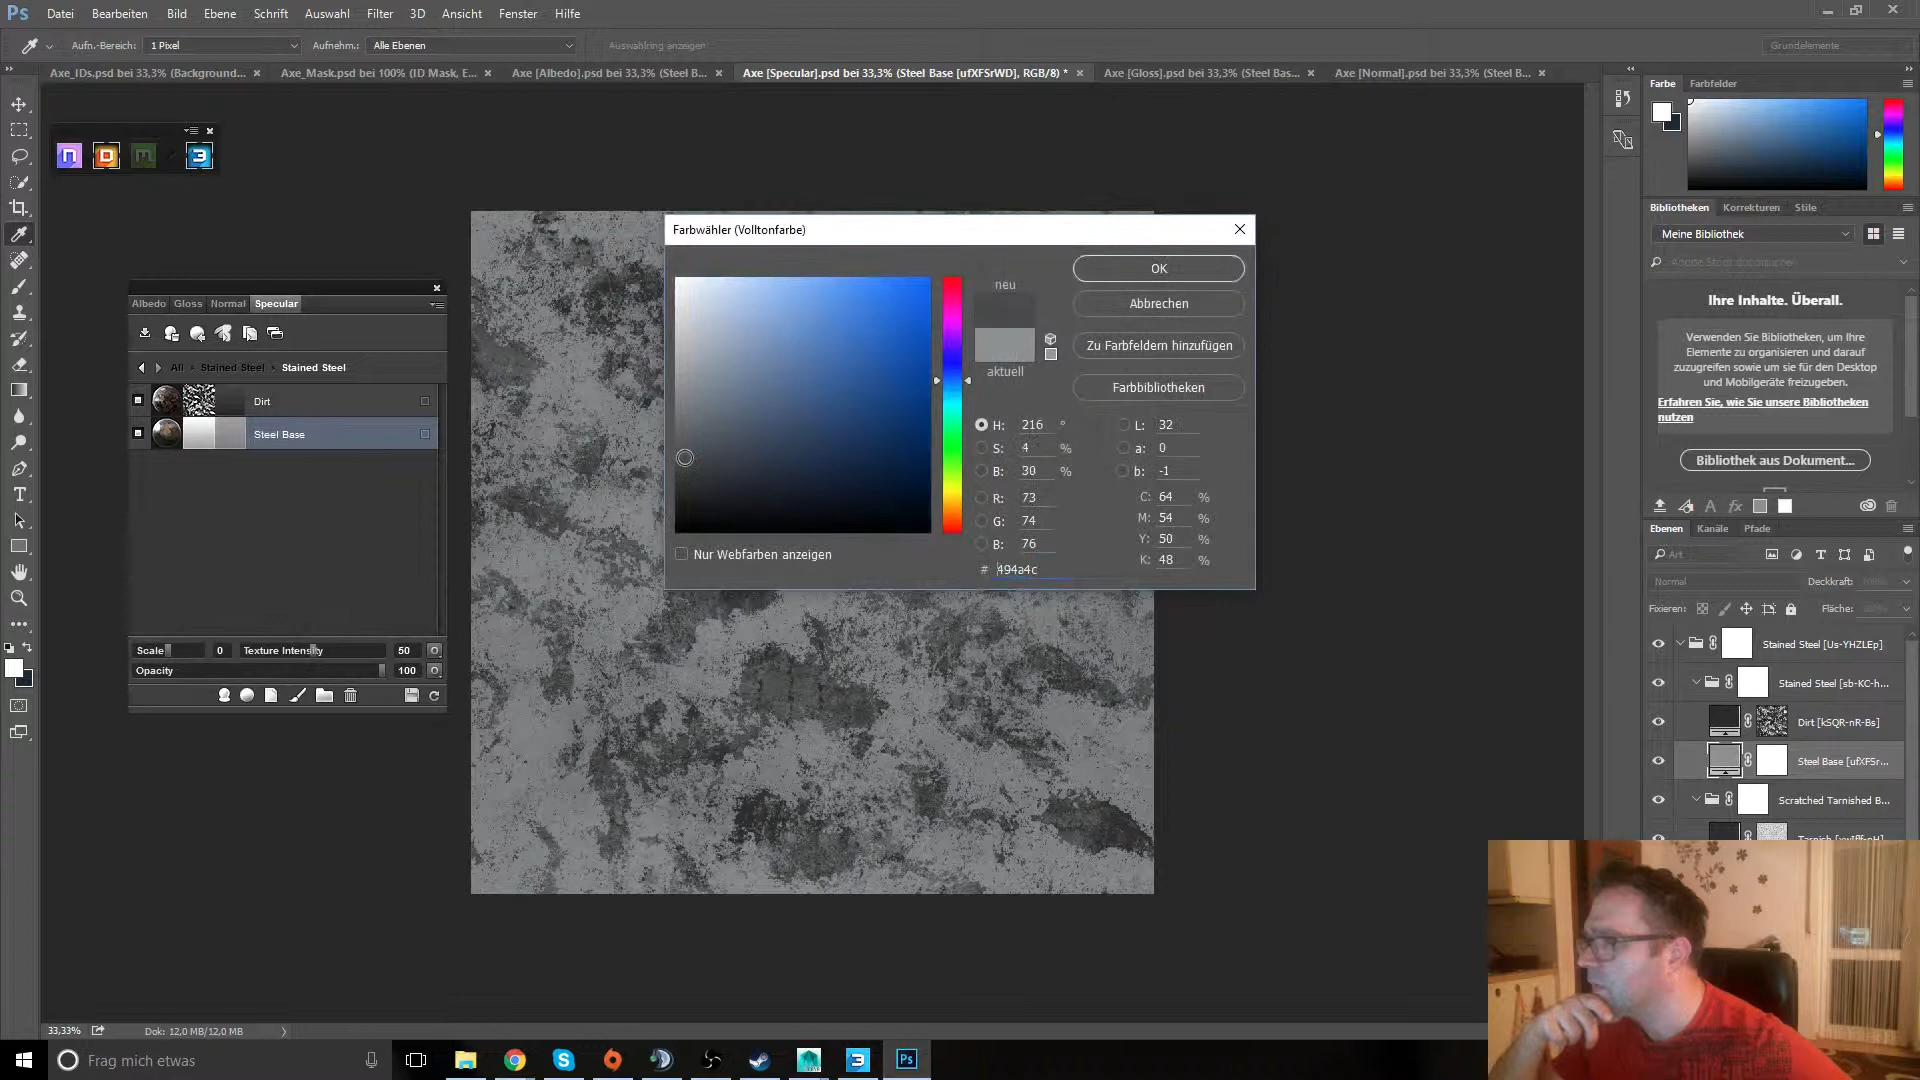 Ps Datei Bearbeiten Bild Ebene Schrift Auswahl Filter 3D Ansicht Fenster Hilfe
Aufn.-Bereich: 1 Pixel Aufnehm.: Alle Ebenen Auswahlring anzeigen Grundelemente
Axe_IDs.psd bei 33,3% (Background... × Axe_Mask.psd bei 100% (ID Mask, E... × Axe [Albedo].psd bei 33,3% (Steel B... × Axe [Specular].psd bei 33,3% (Steel Base [ufXFSrWD], RGB/8) * × Axe [Gloss].psd bei 33,3% (Steel Bas... × Axe [Normal].psd bei 33,3% (Steel B... ×
Farbe Farbfelder
Bibliotheken Korrekturen Stile
Meine Bibliothek
Ihre Inhalte. Überall.
Verwenden Sie Bibliotheken, um Ihre
Elemente zu organisieren und darauf
zuzugreifen sowie um sie für den Desktop
und Mobilgeräte freizugeben.
Erfahren Sie, wie Sie unsere Bibliotheken
nutzen
Bibliothek aus Dokument...
Ebenen Kanäle Pfade
Art
Normal Deckkraft:
Fixieren: Fläche:
Stained Steel [Us-YHZLEp]
Stained Steel [sb-KC-h...
Dirt [kSQR-nR-Bs]
Steel Base [ufXFSr...
Scratched Tarnished B...
Albedo Gloss Normal Specular
All > Stained Steel > Stained Steel
Dirt
Steel Base
Scale 0 Texture Intensity 50
Opacity 100
Farbwähler (Volltonfarbe)
neu
aktuell
OK
Abbrechen
Zu Farbfeldern hinzufügen
Farbbibliotheken
H: 216 ° L: 32
S: 4 % a: 0
B: 30 % b: -1
R: 73 C: 64 %
G: 74 M: 54 %
B: 76 Y: 50 %
# 494a4c K: 48 %
Nur Webfarben anzeigen
33,33% Dok: 12,0 MB/12,0 MB
Frag mich etwas
Ps